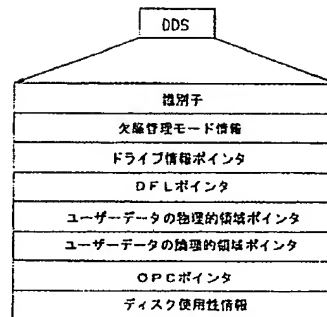 DDS
識別子
欠陥管理モード情報
ドライブ情報ポインタ
DFLポインタ
ユーザーデータの物理的領域ポインタ
ユーザーデータの論理的領域ポインタ
OPCポインタ
ディスク使用性情報